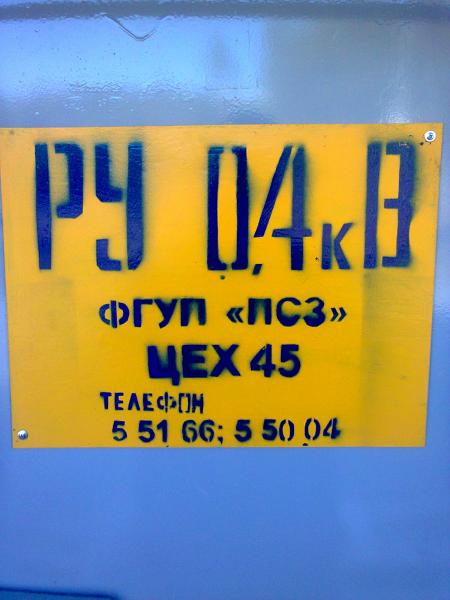 РУ 0,4кВ
ФГУП «ПСЗ»
ЦЕХ 45
ТЕЛЕФОН
5 51 66; 5 50 04